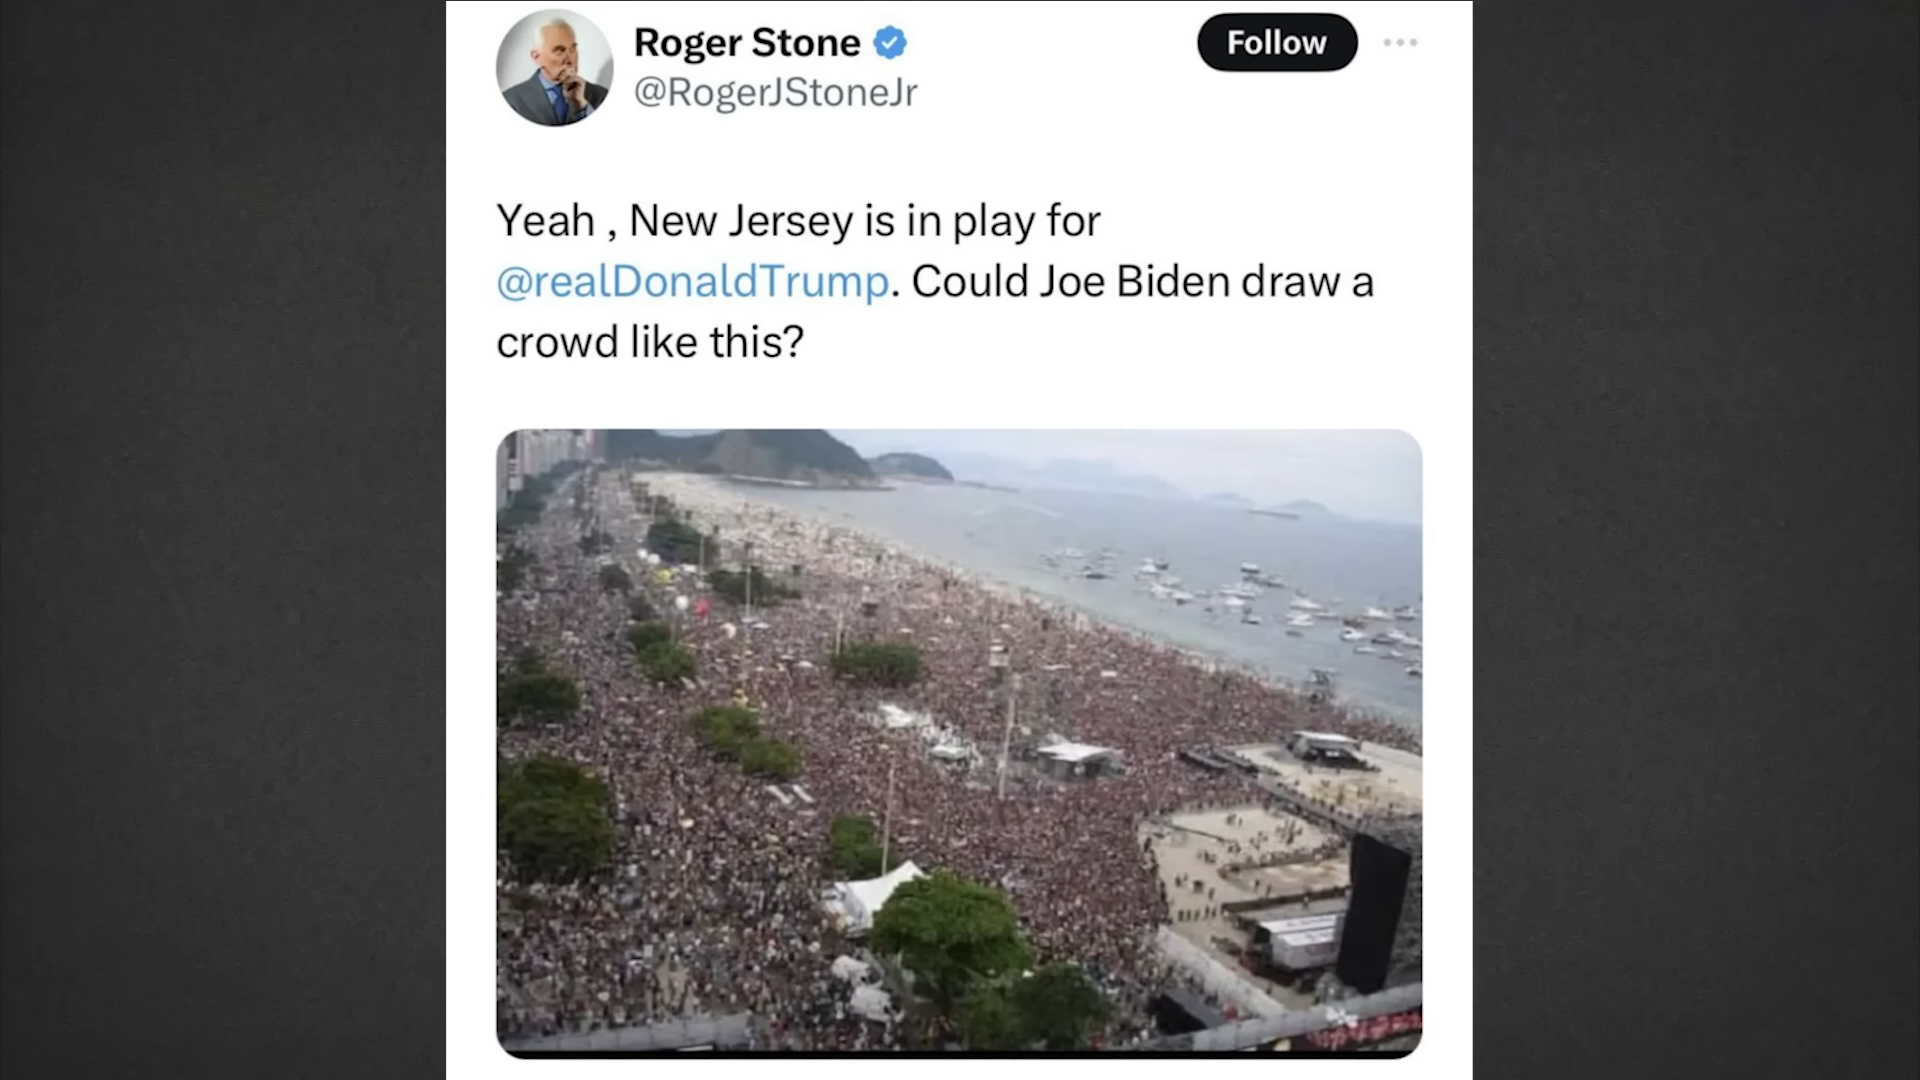 Roger Stone
Follow
@RogerJStoneJr
Yeah , New Jersey is in play for
@realDonaldTrump. Could Joe Biden draw a
crowd like this?